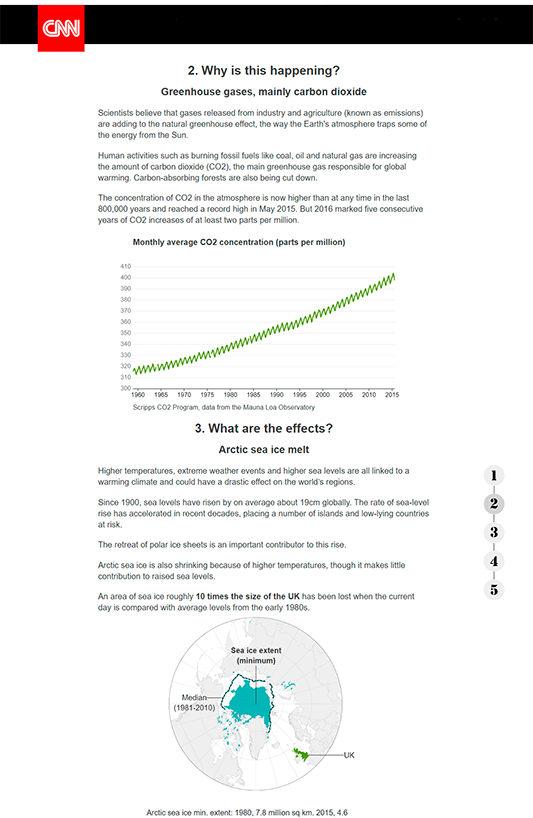 CNN
2. Why is this happening?
Greenhouse gases, mainly carbon dioxide
Scientists believe that gases released from industry and agriculture (known as emissions)
are adding to the natural greenhouse effect, the way the Earth's atmosphere traps some of
the energy from the Sun.
Human activities such as burning fossil fuels like coal, oil and natural gas are increasing
the amount of carbon dioxide (CO2), the main greenhouse gas responsible for global
warming. Carbon-absorbing forests are also being cut down.
The concentration of CO2 in the atmosphere is now higher than at any time in the last
800,000 years and reached a record high in May 2015. But 2016 marked five consecutive
years of CO2 increases of at least two parts per million.
Monthly average CO2 concentration (parts per million)
410
400
390
380
370
360
350
340
330
320
310
300
1960 1965 1970 1975 1980 1985 1990 1995 2000 2005 2010 2015
Scripps CO2 Program, data from the Mauna Loa Observatory
3. What are the effects?
Arctic sea ice melt
Higher temperatures, extreme weather events and higher sea levels are all linked to a
warming climate and could have a drastic effect on the world's regions.
Since 1900, sea levels have risen by on average about 19cm globally. The rate of sea-level
rise has accelerated in recent decades, placing a number of islands and low-lying countries
at risk.
The retreat of polar ice sheets is an important contributor to this rise.
Arctic sea ice is also shrinking because of higher temperatures, though it makes little
contribution to raised sea levels.
An area of sea ice roughly 10 times the size of the UK has been lost when the current
day is compared with average levels from the early 1980s.
1
2
3
4
5
Sea ice extent
(minimum)
Median
(1981-2010)
UK
Arctic sea ice min. extent: 1980, 7.8 million sq km. 2015, 4.6